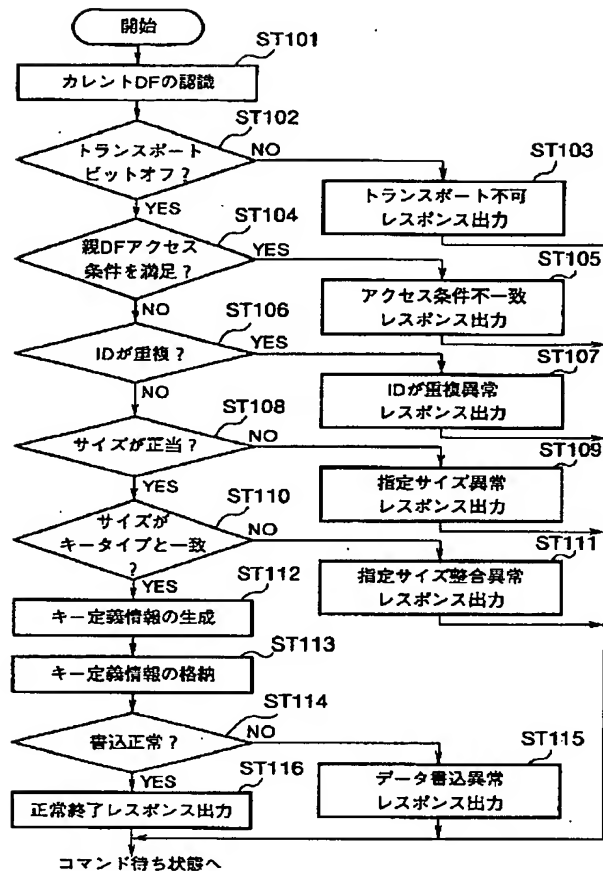 開始
ST101
カレントDFの認識
ST102
トランスポート
ビットオフ？
NO
YES
ST103
トランスポート不可
レスポンス出力
ST104
親DFアクセス
条件を満足？
YES
NO
ST105
アクセス条件不一致
レスポンス出力
ST106
IDが重複？
YES
NO
ST107
IDが重複異常
レスポンス出力
ST108
サイズが正当？
NO
YES
ST109
指定サイズ異常
レスポンス出力
ST110
サイズが
キータイプと一致
？
NO
YES
ST111
指定サイズ整合異常
レスポンス出力
ST112
キー定義情報の生成
ST113
キー定義情報の格納
ST114
書込正常？
NO
YES
ST115
データ書込異常
レスポンス出力
ST116
正常終了レスポンス出力
コマンド待ち状態へ